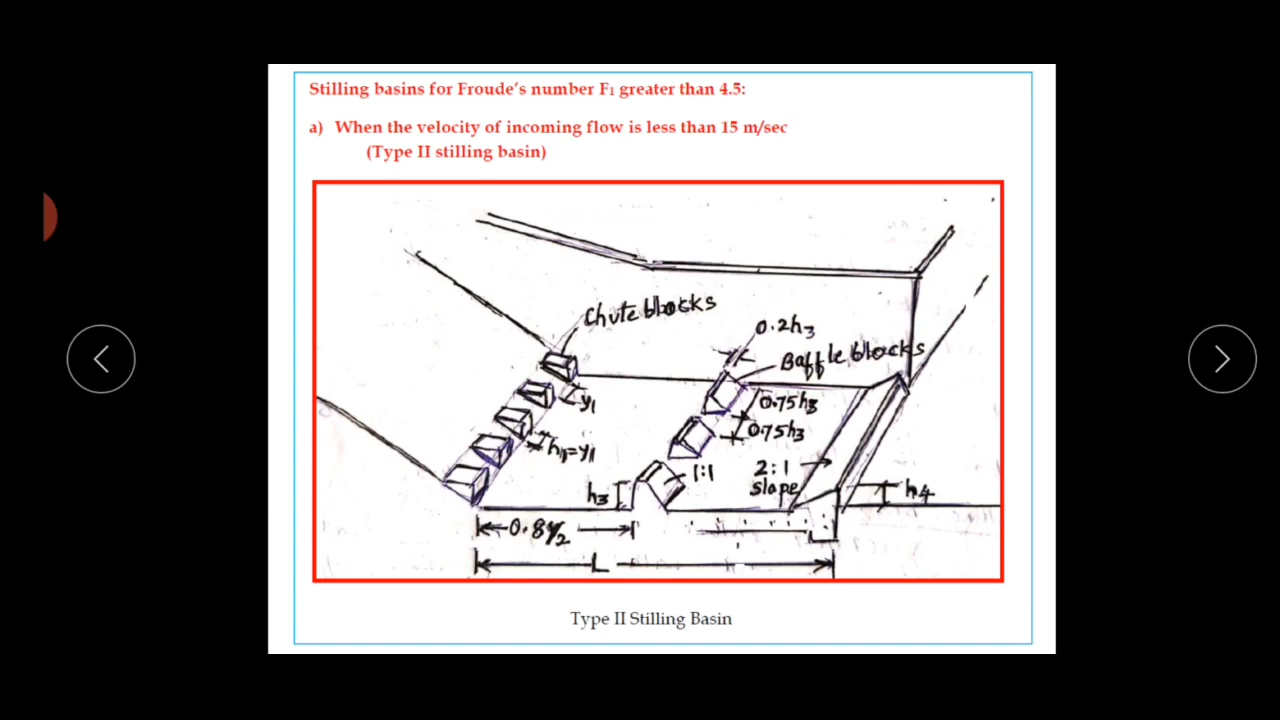 Stilling basins for Froude's number F₁ greater than 4.5:
a) When the velocity of incoming flow is less than 15 m/sec
(Type II stilling basin)
Chute blocks
0.2h₃
Baffle blocks
y₁
0.75h₃
0.75h₃
h₁=y₁
1:1
2:1
slope
h₃
h₄
0.8y₂
L
Type II Stilling Basin